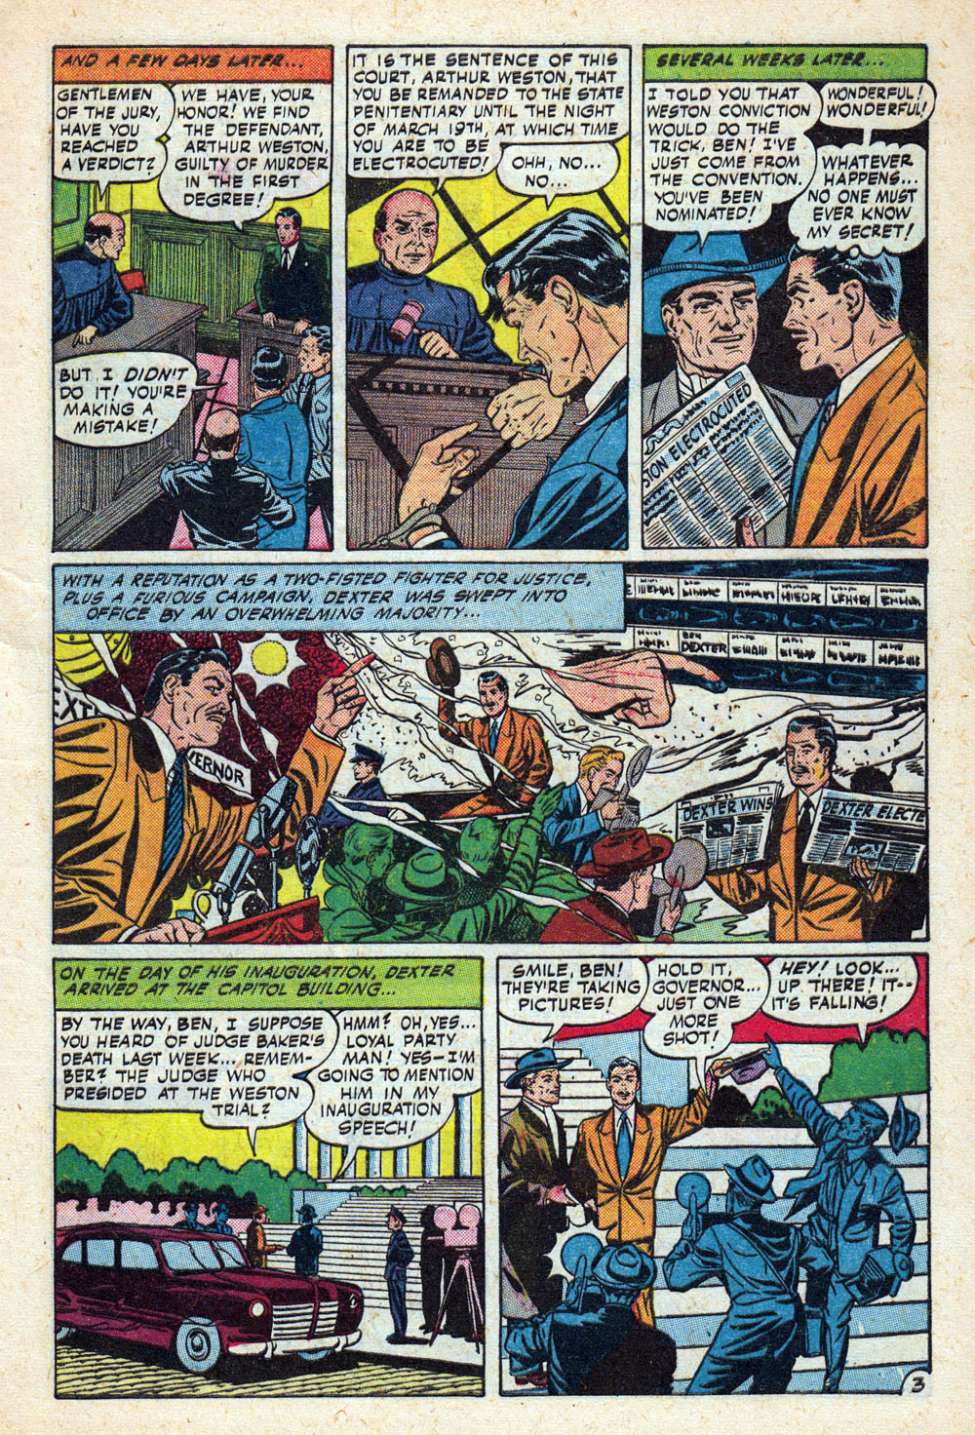 AND A FEW DAYS LATER...
GENTLEMEN
OF THE JURY,
HAVE YOU
REACHED
A VERDICT?
WE HAVE, YOUR
HONOR! WE FIND
THE DEFENDANT,
ARTHUR WESTON,
GUILTY OF MURDER
IN THE FIRST
DEGREE!
BUT I DIDN'T
DO IT! YOU'RE
MAKING A
MISTAKE!
IT IS THE SENTENCE OF THIS
COURT, ARTHUR WESTON, THAT
YOU BE REMANDED TO THE STATE
PENITENTIARY UNTIL THE NIGHT
OF MARCH 19TH, AT WHICH TIME
YOU ARE TO BE
ELECTROCUTED!
OHH, NO...
NO...
SEVERAL WEEKS LATER...
I TOLD YOU THAT
WESTON CONVICTION
WOULD DO THE
TRICK, BEN! I'VE
JUST COME FROM
THE CONVENTION.
YOU'VE BEEN
NOMINATED!
WONDERFUL!
WONDERFUL!
WHATEVER
HAPPENS...
NO ONE MUST
EVER KNOW
MY SECRET!
STON ELECTROCUTED
WITH A REPUTATION AS A TWO-FISTED FIGHTER FOR JUSTICE,
PLUS A FURIOUS CAMPAIGN, DEXTER WAS SWEPT INTO
OFFICE BY AN OVERWHELMING MAJORITY...
BEN
DEXTER
EXT
ERNOR
DEXTER WINS
DEXTER ELECTE
ON THE DAY OF HIS INAUGURATION, DEXTER
ARRIVED AT THE CAPITOL BUILDING...
BY THE WAY, BEN, I SUPPOSE
YOU HEARD OF JUDGE BAKER'S
DEATH LAST WEEK... REMEM-
BER? THE JUDGE WHO
PRESIDED AT THE WESTON
TRIAL?
HMM? OH, YES...
LOYAL PARTY
MAN! YES--I'M
GOING TO MENTION
HIM IN MY
INAUGURATION
SPEECH!
SMILE, BEN!
THEY'RE TAKING
PICTURES!
HOLD IT,
GOVERNOR...
JUST ONE
MORE
SHOT!
HEY! LOOK...
UP THERE! IT--
IT'S FALLING!
3